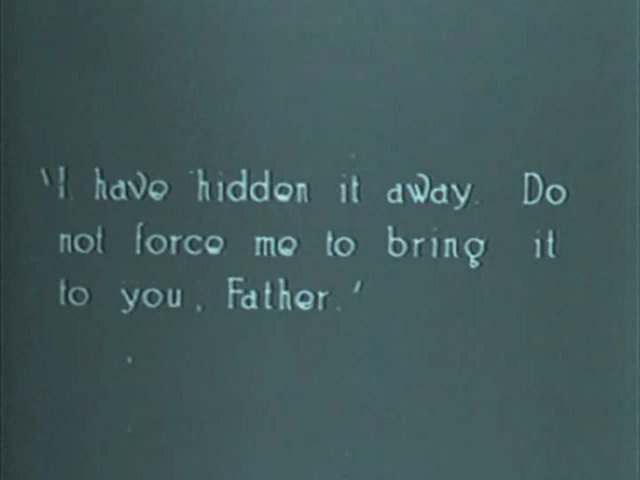 'I have hidden it away. Do
not force me to bring it
to you, Father.'